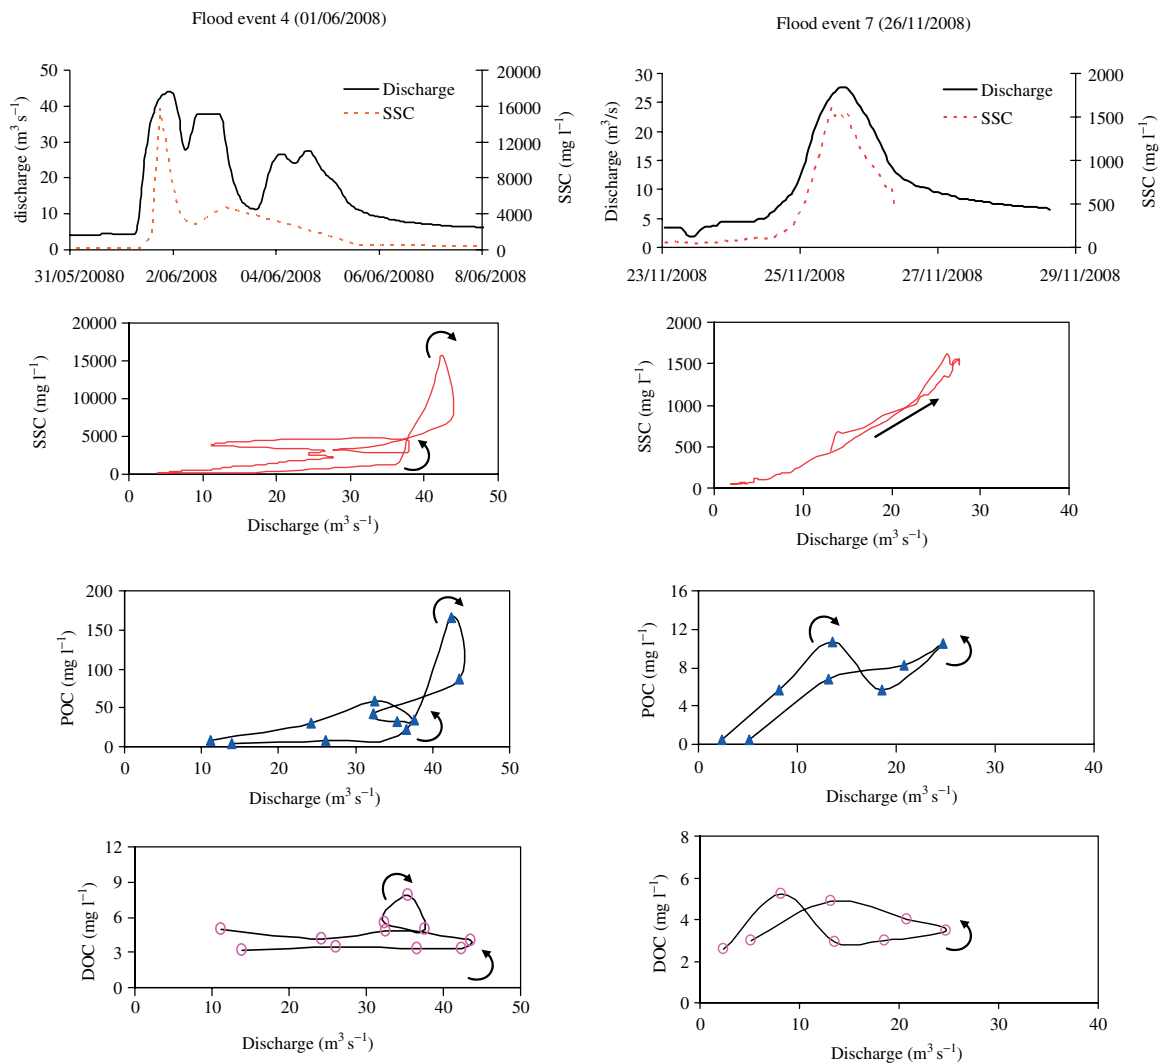 Flood event 4 (01/06/2008)
Flood event 7 (26/11/2008)
50
40
30
20
10
0
discharge (m³ s⁻¹)
20000
16000
12000
8000
4000
0
SSC (mg l⁻¹)
Discharge
SSC
31/05/20080
2/06/2008
04/06/2008
06/06/20080
8/06/2008
30
25
20
15
10
5
0
Discharge (m³/s)
2000
1500
1000
500
0
SSC (mg l⁻¹)
Discharge
SSC
23/11/2008
25/11/2008
27/11/2008
29/11/2008
20000
15000
10000
5000
0
SSC (mg l⁻¹)
0 10 20 30 40 50
Discharge (m³ s⁻¹)
2000
1500
1000
500
0
SSC (mg l⁻¹)
0 10 20 30 40
Discharge (m³ s⁻¹)
200
150
100
50
0
POC (mg l⁻¹)
0 10 20 30 40 50
Discharge (m³ s⁻¹)
16
12
8
4
0
POC (mg l⁻¹)
0 10 20 30 40
Discharge (m³ s⁻¹)
12
9
6
3
0
DOC (mg l⁻¹)
0 10 20 30 40 50
Discharge (m³ s⁻¹)
8
6
4
2
0
DOC (mg l⁻¹)
0 10 20 30 40
Discharge (m³ s⁻¹)